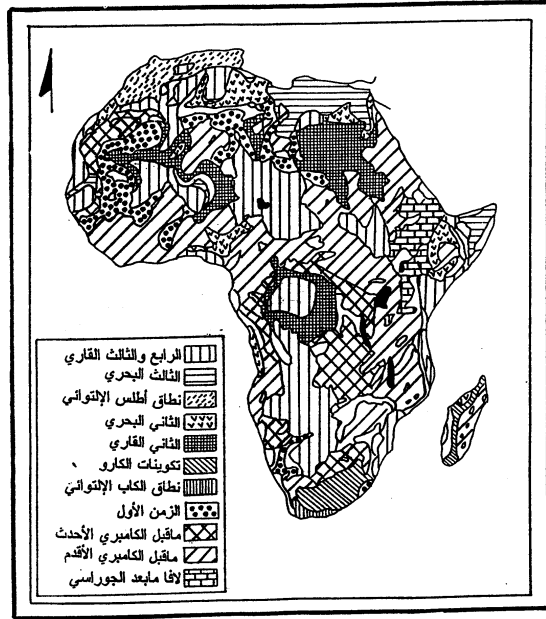 الرابع والثالث القاري
الثالث البحري
نطاق أطلس الإلتوائي
الثاني البحري
الثاني القاري
تكوينات الكارو
نطاق الكاب الإلتوائي
الزمن الأول
ماقبل الكامبري الأحدث
ماقبل الكامبري الأقدم
لافا مابعد الجوراسي